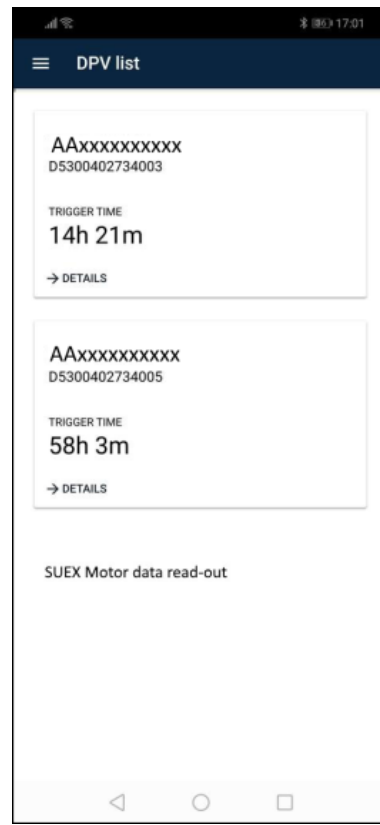 17:01
DPV list
AAxxxxxxxxxx
D5300402734003
TRIGGER TIME
14h 21m
→ DETAILS
AAxxxxxxxxxx
D5300402734005
TRIGGER TIME
58h 3m
→ DETAILS
SUEX Motor data read-out